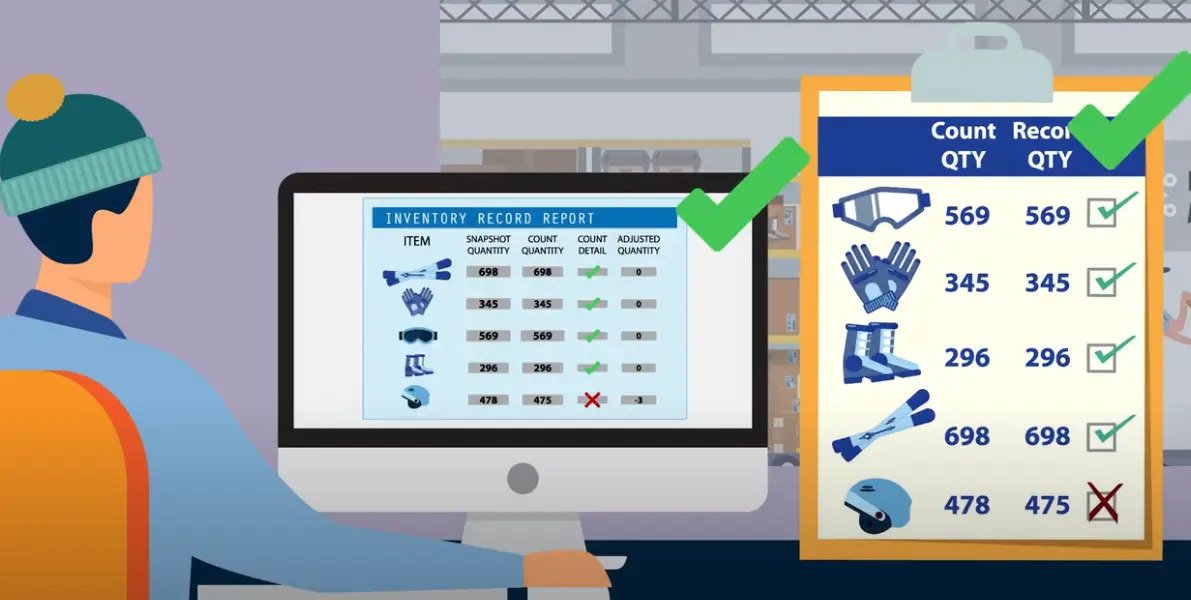 INVENTORY RECORD REPORT
ITEM SNAPSHOT QUANTITY COUNT QUANTITY COUNT DETAIL ADJUSTED QUANTITY
698 698 0
345 345 0
569 569 0
296 296 0
478 475 -3
Count QTY QTY
569 569
345 345
296 296
698 698
478 475